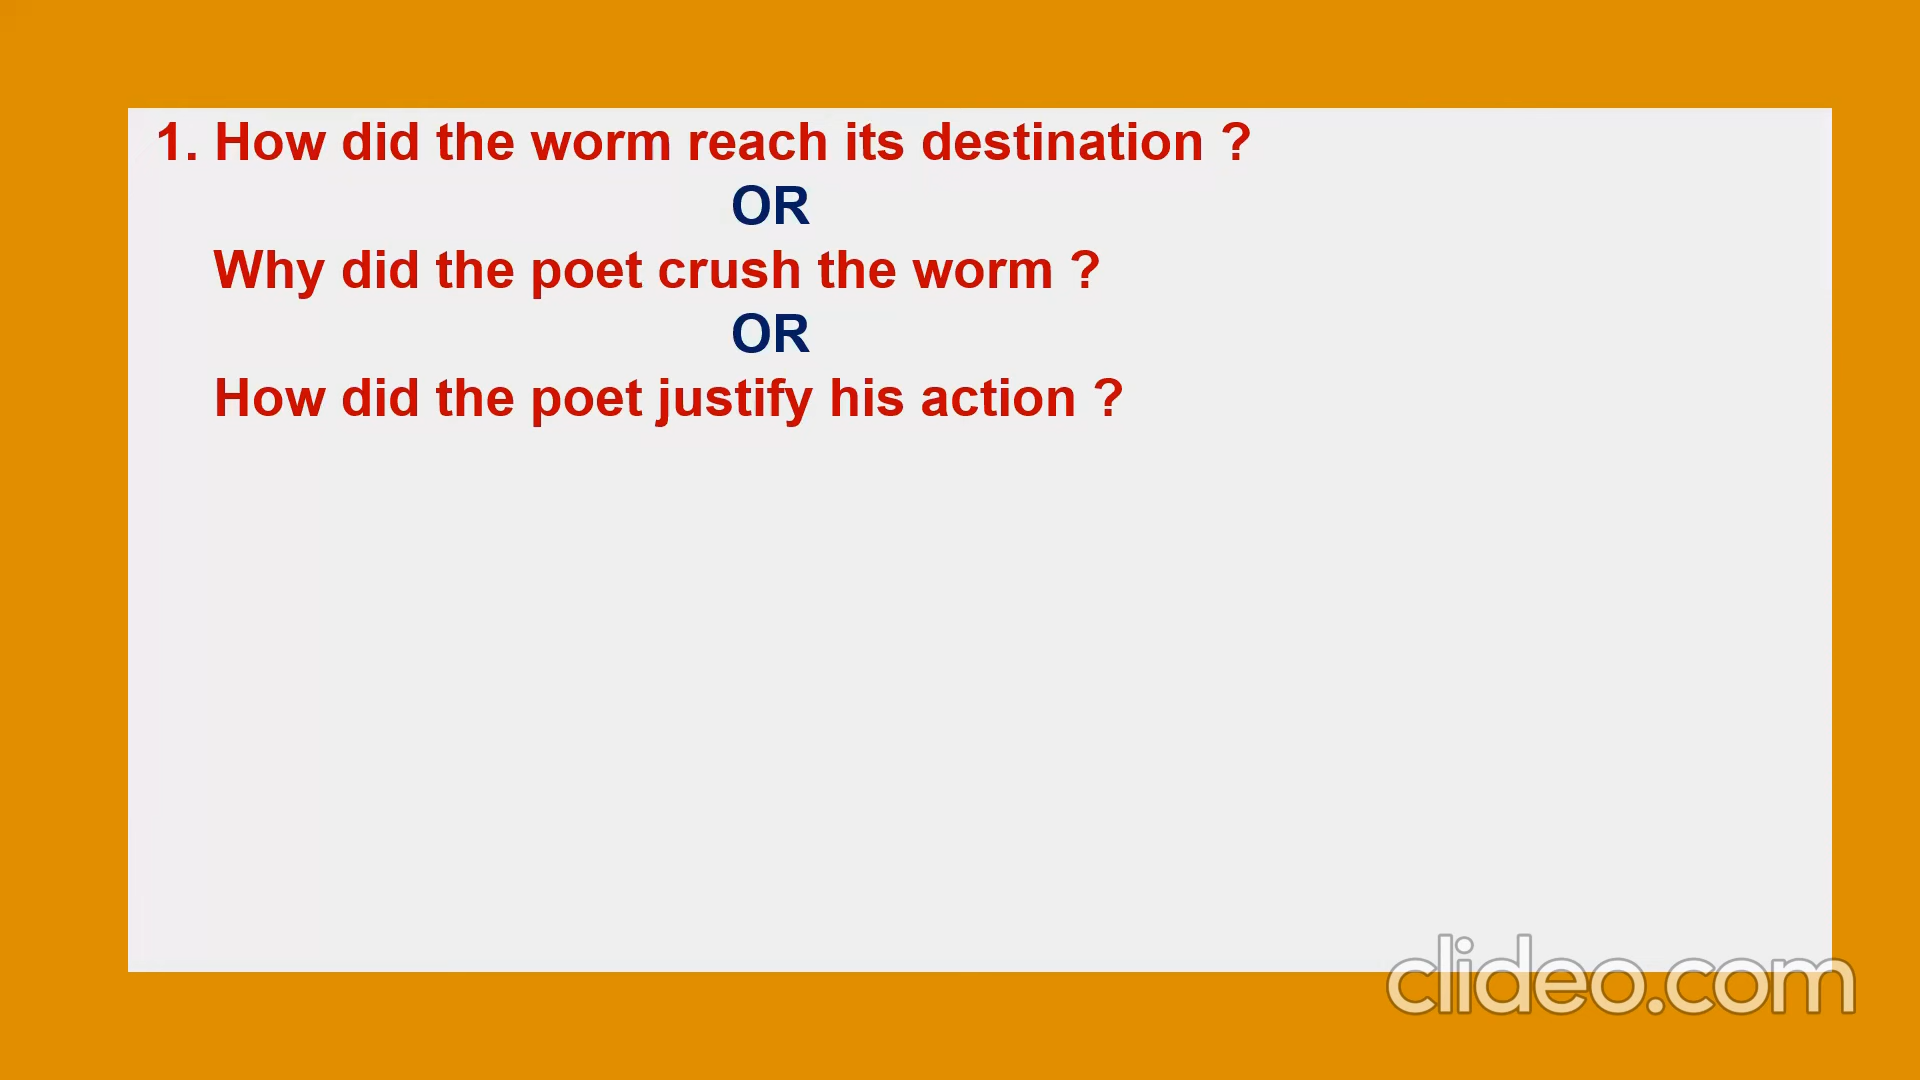 1. How did the worm reach its destination ?
OR
Why did the poet crush the worm ?
OR
How did the poet justify his action ?
clideo.com